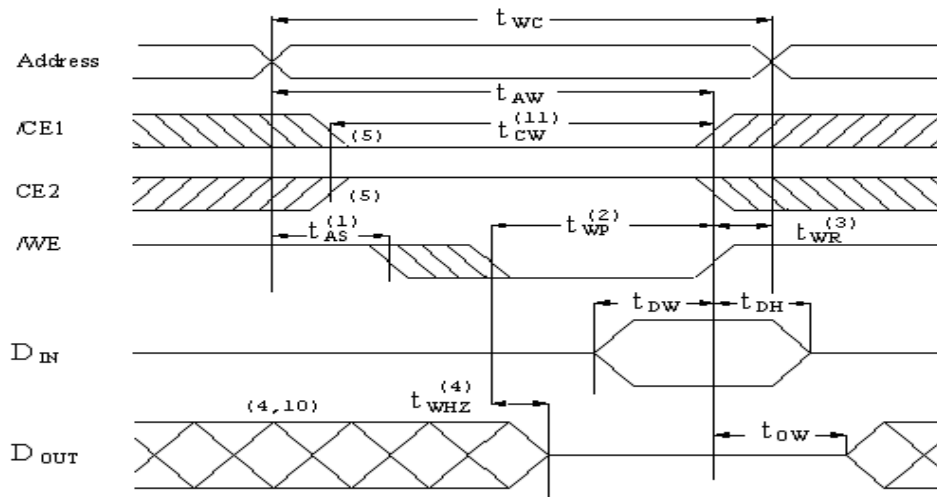 t WC
Address
t AW
/CE1
(5)
t CW (11)
CE2
(5)
/WE
t AS (1)
t WP (2)
t WR (3)
t DW
t DH
D IN
(4,10)
t WHZ (4)
D OUT
t OW